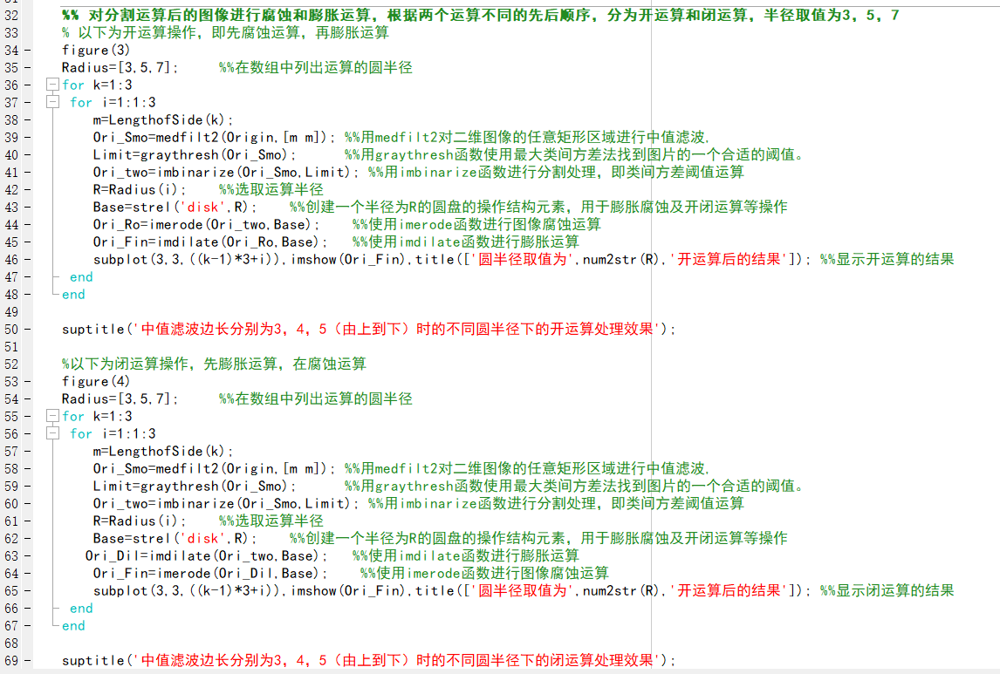 32 %% 对分割运算后的图像进行腐蚀和膨胀运算，根据两个运算不同的先后顺序，分为开运算和闭运算，半径取值为3，5，7
33 % 以下为开运算操作，即先腐蚀运算，再膨胀运算
34 - figure(3)
35 - Radius=[3,5,7]; %%在数组中列出运算的圆半径
36 - for k=1:3
37 - for i=1:1:3
38 - m=LengthofSide(k);
39 - Ori_Smo=medfilt2(Origin,[m m]); %%用medfilt2对二维图像的任意矩形区域进行中值滤波,
40 - Limit=graythresh(Ori_Smo); %%用graythresh函数使用最大类间方差法找到图片的一个合适的阈值。
41 - Ori_two=imbinarize(Ori_Smo,Limit); %%用imbinarize函数进行分割处理，即类间方差阈值运算
42 - R=Radius(i); %%选取运算半径
43 - Base=strel('disk',R); %%创建一个半径为R的圆盘的操作结构元素，用于膨胀腐蚀及开闭运算等操作
44 - Ori_Ro=imerode(Ori_two,Base); %%使用imerode函数进行图像腐蚀运算
45 - Ori_Fin=imdilate(Ori_Ro,Base); %%使用imdilate函数进行膨胀运算
46 - subplot(3,3,((k-1)*3+i)),imshow(Ori_Fin),title(['圆半径取值为',num2str(R),'开运算后的结果']); %%显示开运算的结果
47 - end
48 - end
49
50 - suptitle('中值滤波边长分别为3，4，5（由上到下）时的不同圆半径下的开运算处理效果');
51
52 %以下为闭运算操作，先膨胀运算，在腐蚀运算
53 - figure(4)
54 - Radius=[3,5,7]; %%在数组中列出运算的圆半径
55 - for k=1:3
56 - for i=1:1:3
57 - m=LengthofSide(k);
58 - Ori_Smo=medfilt2(Origin,[m m]); %%用medfilt2对二维图像的任意矩形区域进行中值滤波,
59 - Limit=graythresh(Ori_Smo); %%用graythresh函数使用最大类间方差法找到图片的一个合适的阈值。
60 - Ori_two=imbinarize(Ori_Smo,Limit); %%用imbinarize函数进行分割处理，即类间方差阈值运算
61 - R=Radius(i); %%选取运算半径
62 - Base=strel('disk',R); %%创建一个半径为R的圆盘的操作结构元素，用于膨胀腐蚀及开闭运算等操作
63 - Ori_Dil=imdilate(Ori_two,Base); %%使用imdilate函数进行膨胀运算
64 - Ori_Fin=imerode(Ori_Dil,Base); %%使用imerode函数进行图像腐蚀运算
65 - subplot(3,3,((k-1)*3+i)),imshow(Ori_Fin),title(['圆半径取值为',num2str(R),'开运算后的结果']); %%显示闭运算的结果
66 - end
67 - end
68
69 - suptitle('中值滤波边长分别为3，4，5（由上到下）时的不同圆半径下的闭运算处理效果');